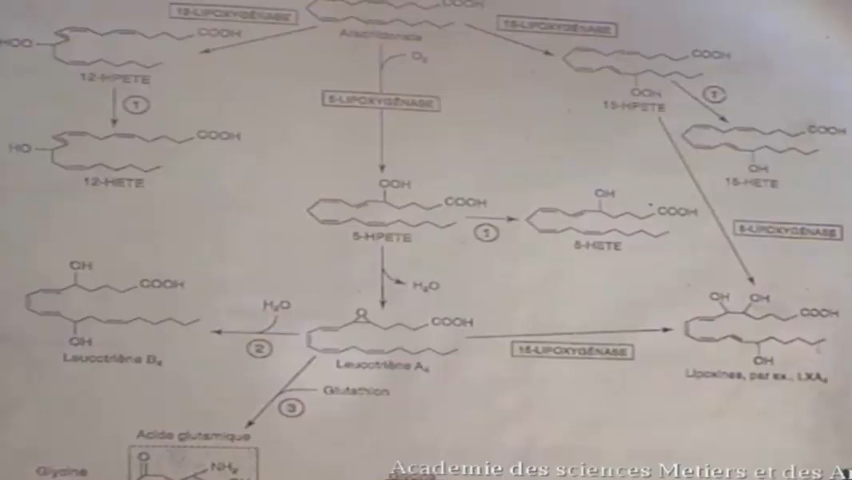 12-LIPOXYGÉNASE
COOH
15-LIPOXYGÉNASE
Arachidonate
HOO
COOH
12-HPETE
O₂
COOH
OOH
15-HPETE
1
1
5-LIPOXYGÉNASE
HO
COOH
12-HETE
COOH
OH
15-HETE
OOH
COOH
5-HPETE
1
OH
COOH
5-HETE
5-LIPOXYGÉNASE
H₂O
OH
COOH
OH
Leucotriène B₄
H₂O
2
O
COOH
Leucotriène A₄
15-LIPOXYGÉNASE
OH
OH
COOH
OH
Lipoxines, par ex., LXA₄
3
Glutathion
Acide glutamique
O
NH₂
Glycine
Academie des sciences Metiers et des A